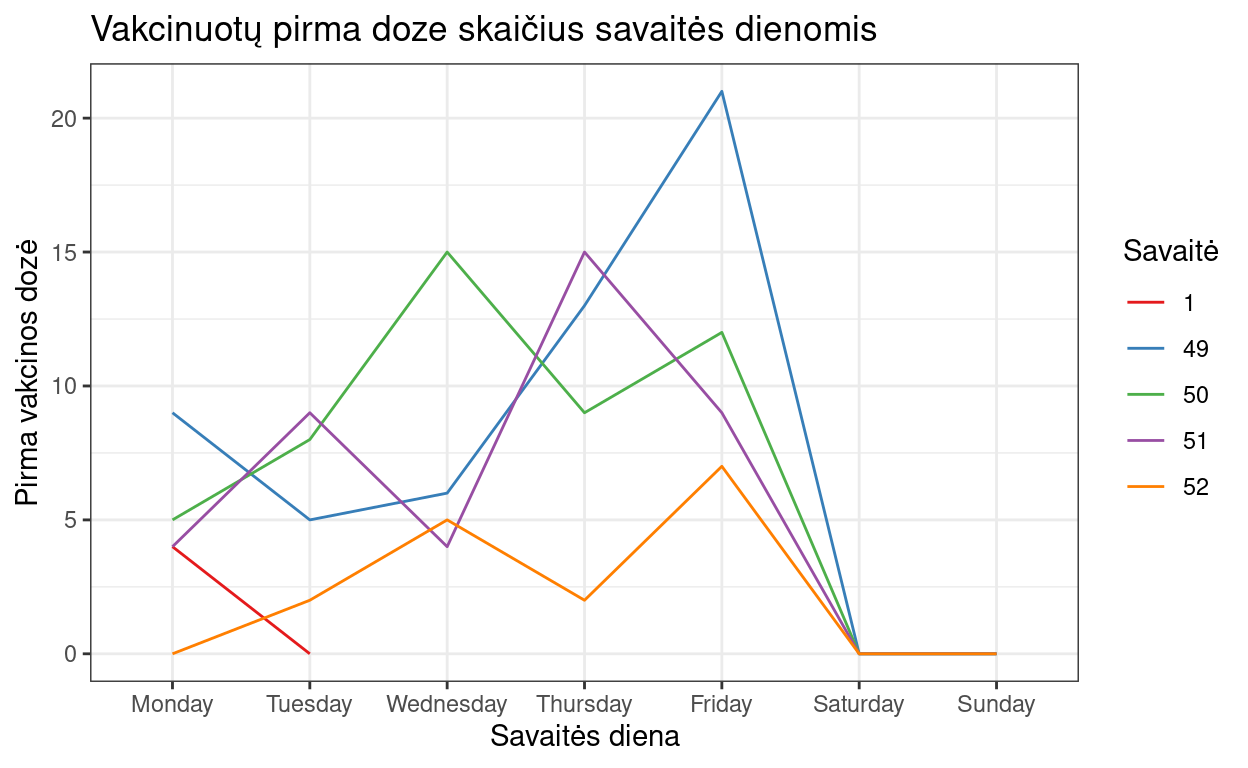 Vakcinuotų pirma doze skaičius savaitės dienomis
Pirma vakcinos dozė
20
15
10
5
0
Monday
Tuesday
Wednesday
Thursday
Friday
Saturday
Sunday
Savaitės diena
Savaitė
1
49
50
51
52